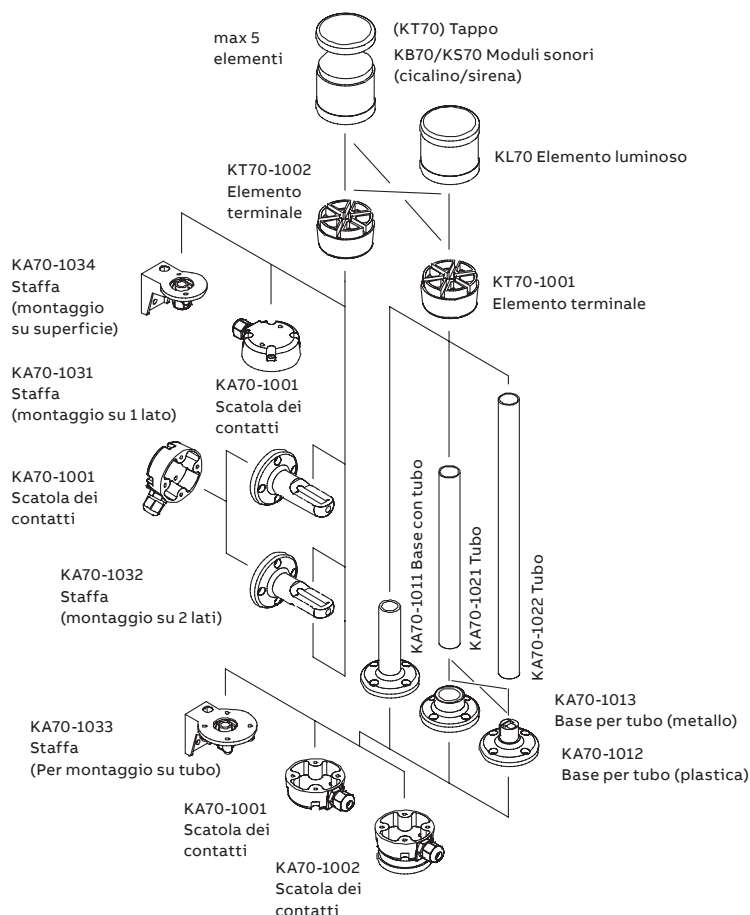 max 5
elementi
(KT70) Tappo
KB70/KS70 Moduli sonori
(cicalino/sirena)
KL70 Elemento luminoso
KT70-1002
Elemento
terminale
KT70-1001
Elemento terminale
KA70-1034
Staffa
(montaggio
su superficie)
KA70-1001
Scatola dei
contatti
KA70-1031
Staffa
(montaggio su 1 lato)
KA70-1001
Scatola dei
contatti
KA70-1032
Staffa
(montaggio su 2 lati)
KA70-1011 Base con tubo
KA70-1021 Tubo
KA70-1022 Tubo
KA70-1013
Base per tubo (metallo)
KA70-1012
Base per tubo (plastica)
KA70-1033
Staffa
(Per montaggio su tubo)
KA70-1001
Scatola dei
contatti
KA70-1002
Scatola dei
contatti